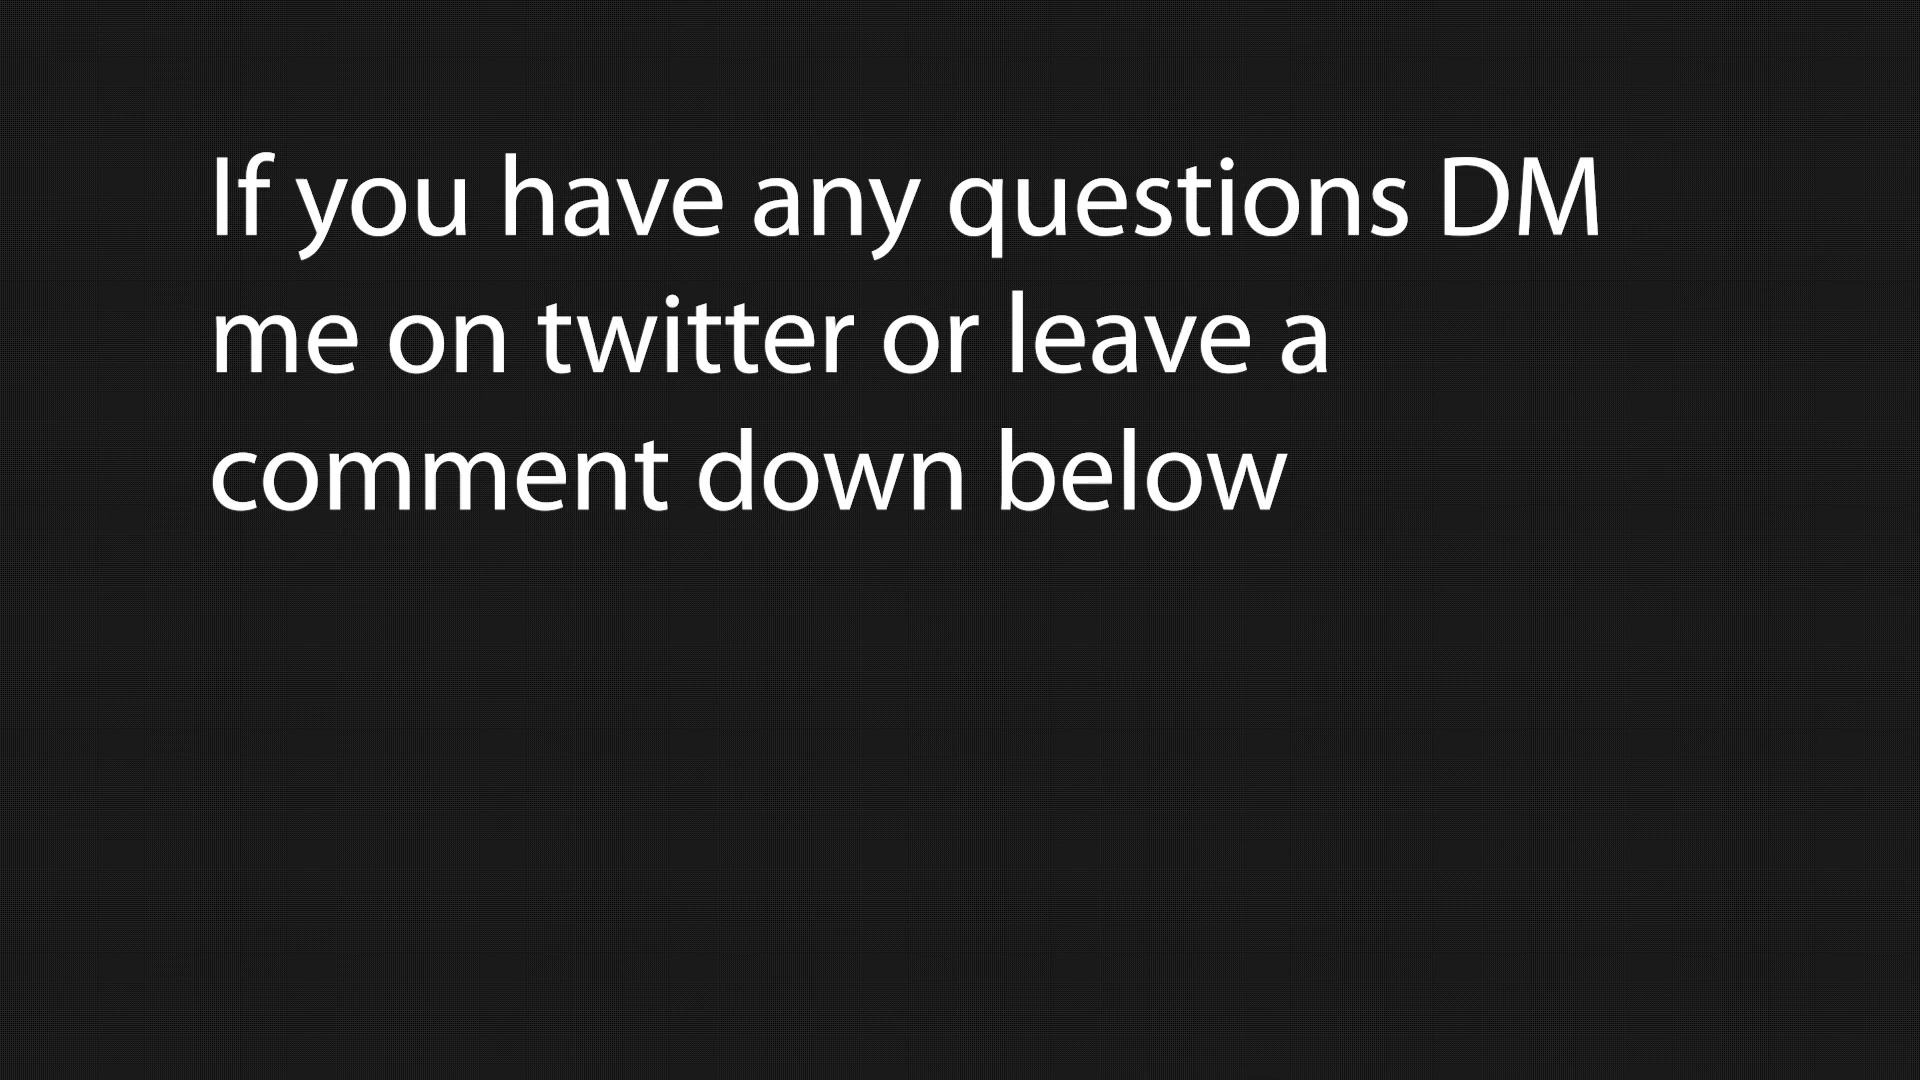 If you have any questions DM
me on twitter or leave a
comment down below